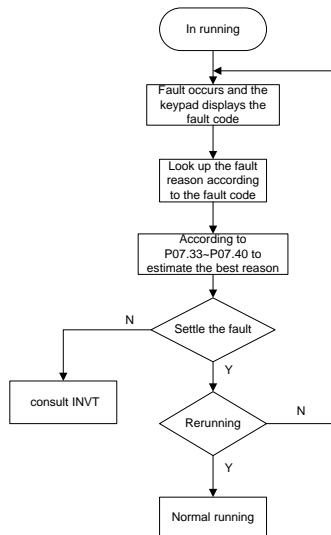 In running
Fault occurs and the
keypad displays the
fault code
Look up the fault
reason according
to the fault code
According to
P07.33~P07.40 to
estimate the best reason
N
Settle the fault
Y
consult INVT
Rerunning
N
Y
Normal running